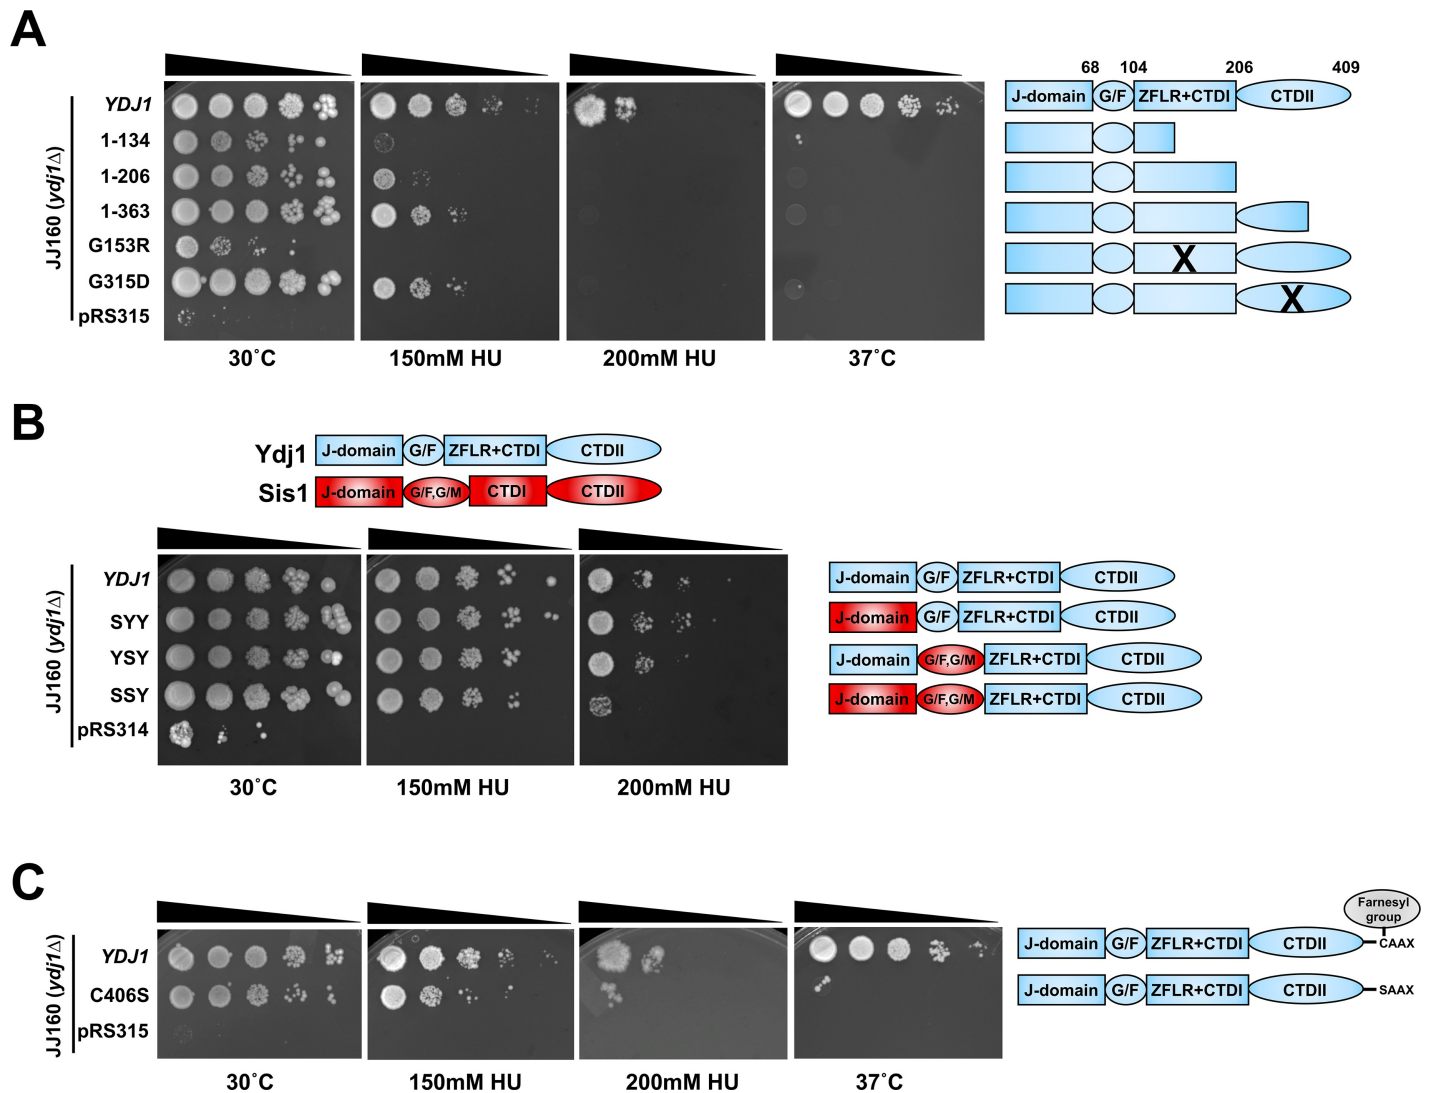 A
68 104 206 409
J-domain G/F ZFLR+CTDI CTDII
JJ160 (ydj1Δ)
YDJ1
1-134
1-206
1-363
G153R
X
G315D
X
pRS315
30˚C 150mM HU 200mM HU 37˚C
B
Ydj1 J-domain G/F ZFLR+CTDI CTDII
Sis1 J-domain G/F,G/M CTDI CTDII
JJ160 (ydj1Δ)
YDJ1 J-domain G/F ZFLR+CTDI CTDII
SYY J-domain G/F ZFLR+CTDI CTDII
YSY J-domain G/F,G/M ZFLR+CTDI CTDII
SSY J-domain G/F,G/M ZFLR+CTDI CTDII
pRS314
30˚C 150mM HU 200mM HU
C
Farnesyl
group
JJ160 (ydj1Δ)
YDJ1 J-domain G/F ZFLR+CTDI CTDII CAAX
C406S J-domain G/F ZFLR+CTDI CTDII SAAX
pRS315
30˚C 150mM HU 200mM HU 37˚C